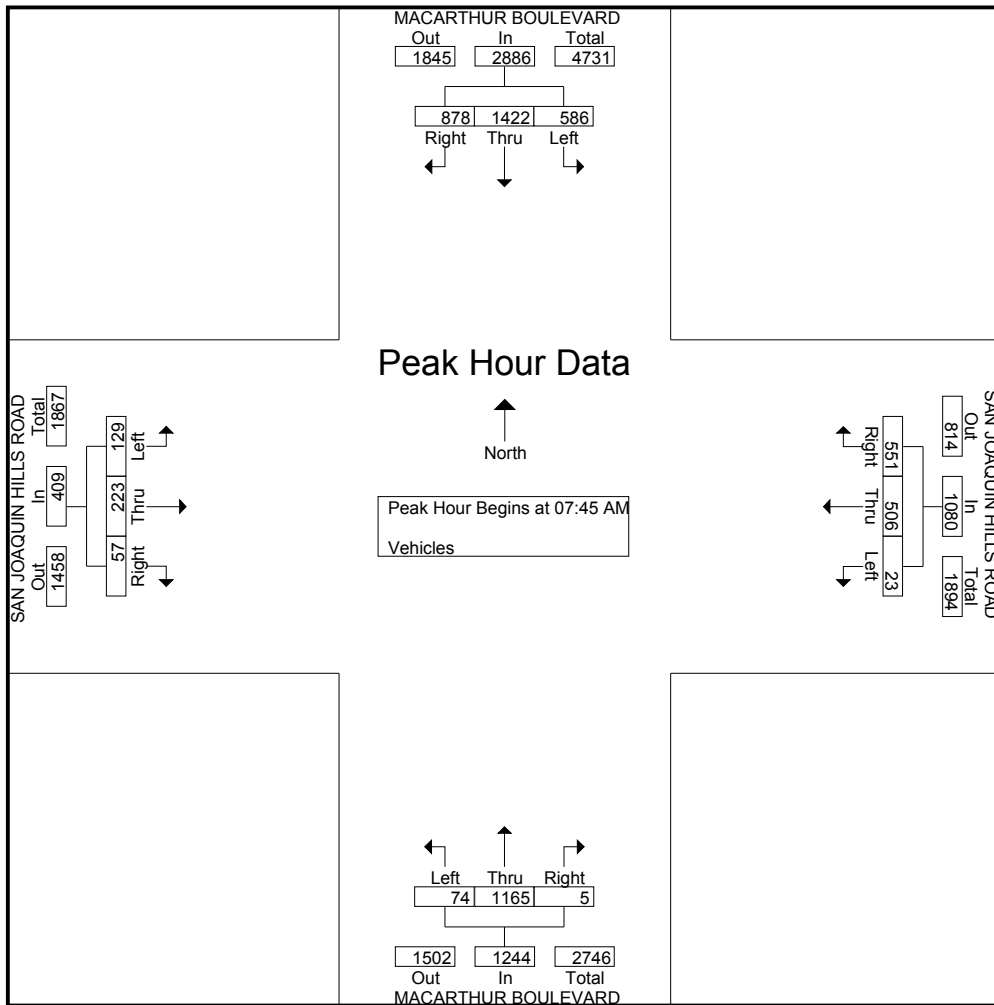 MACARTHUR BOULEVARD
Out In Total
1845 2886 4731
878 1422 586
Right Thru Left
Peak Hour Data
North
Peak Hour Begins at 07:45 AM
Vehicles
SAN JOAQUIN HILLS ROAD
Out In Total
1458 409 1867
129 223 57
Left Thru Right
SAN JOAQUIN HILLS ROAD
Out In Total
814 1080 1894
551 506 23
Right Thru Left
Left Thru Right
74 1165 5
1502 1244 2746
Out In Total
MACARTHUR BOULEVARD